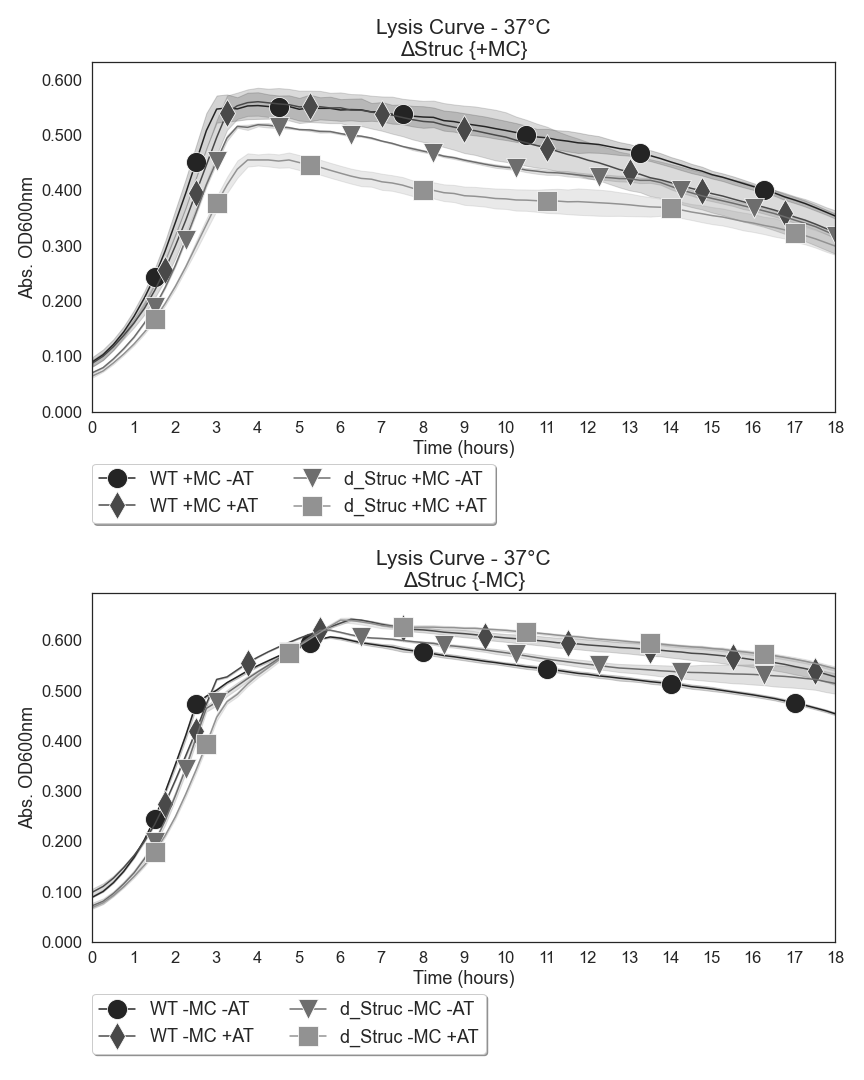 Lysis Curve - 37°C
ΔStruc {+MC}
Abs. OD600nm
0.600
0.500
0.400
0.300
0.200
0.100
0.000
0 1 2 3 4 5 6 7 8 9 10 11 12 13 14 15 16 17 18
Time (hours)
WT +MC -AT d_Struc +MC -AT
WT +MC +AT d_Struc +MC +AT
Lysis Curve - 37°C
ΔStruc {-MC}
Abs. OD600nm
0.600
0.500
0.400
0.300
0.200
0.100
0.000
0 1 2 3 4 5 6 7 8 9 10 11 12 13 14 15 16 17 18
Time (hours)
WT -MC -AT d_Struc -MC -AT
WT -MC +AT d_Struc -MC +AT